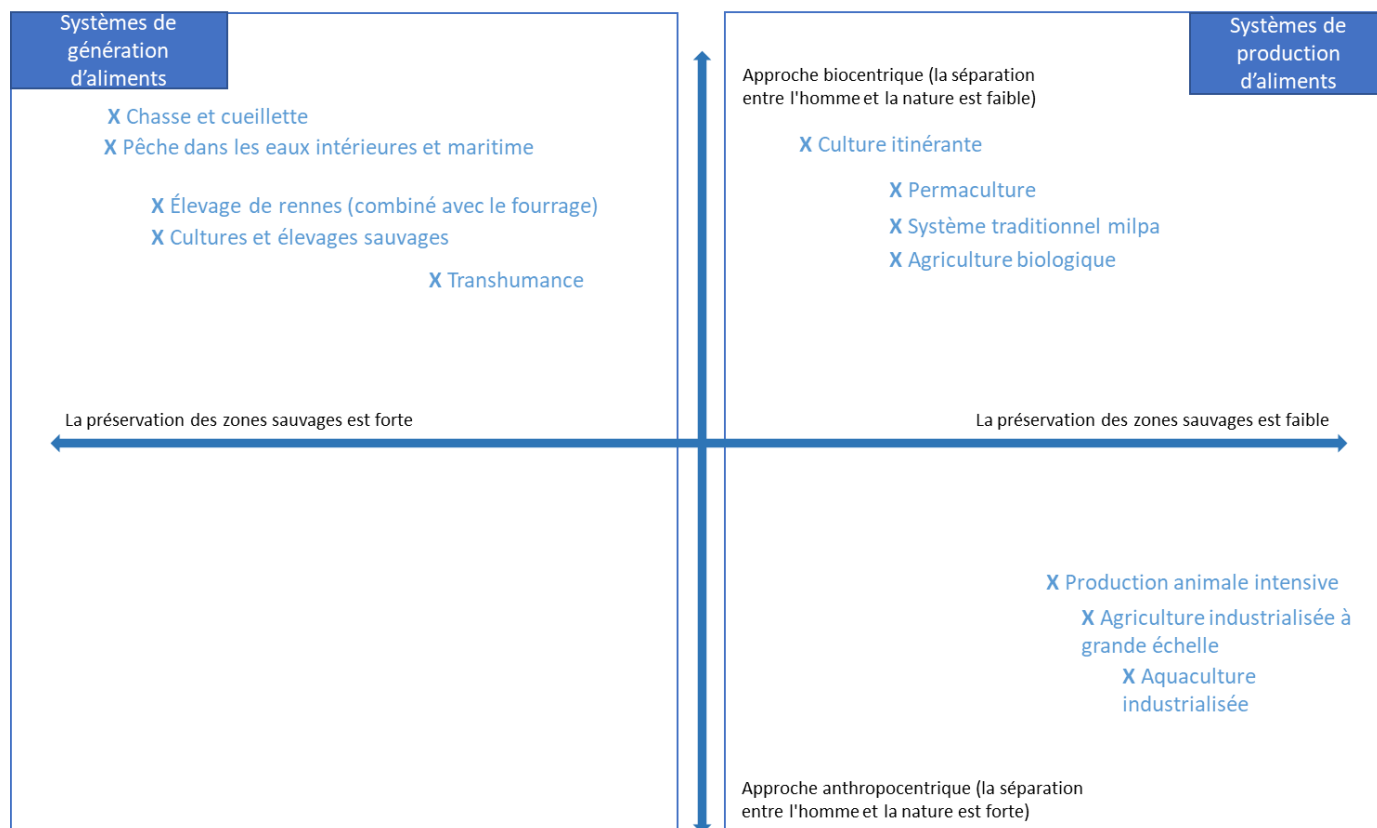 Systèmes de
génération
d'aliments
X Chasse et cueillette
X Pêche dans les eaux intérieures et maritime
X Élevage de rennes (combiné avec le fourrage)
X Cultures et élevages sauvages
X Transhumance
Systèmes de
production
d'aliments
Approche biocentrique (la séparation
entre l'homme et la nature est faible)
X Culture itinérante
X Permaculture
X Système traditionnel milpa
X Agriculture biologique
La préservation des zones sauvages est forte
La préservation des zones sauvages est faible
X Production animale intensive
X Agriculture industrialisée à
grande échelle
X Aquaculture
industrialisée
Approche anthropocentrique (la séparation
entre l'homme et la nature est forte)